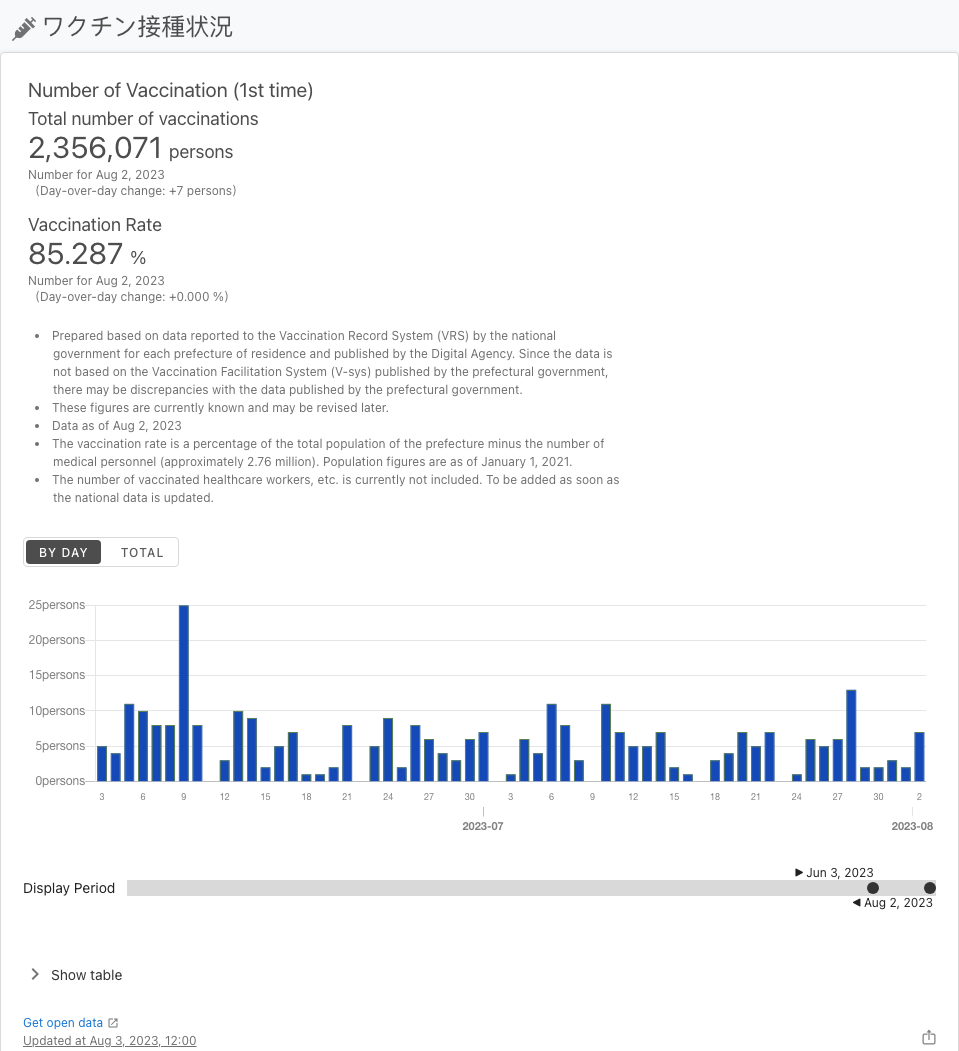 ワクチン接種状況
Number of Vaccination (1st time)
Total number of vaccinations
2,356,071 persons
Number for Aug 2, 2023
(Day-over-day change: +7 persons)
Vaccination Rate
85.287 %
Number for Aug 2, 2023
(Day-over-day change: +0.000 %)
• Prepared based on data reported to the Vaccination Record System (VRS) by the national
government for each prefecture of residence and published by the Digital Agency. Since the data is
not based on the Vaccination Facilitation System (V-sys) published by the prefectural government,
there may be discrepancies with the data published by the prefectural government.
• These figures are currently known and may be revised later.
• Data as of Aug 2, 2023
• The vaccination rate is a percentage of the total population of the prefecture minus the number of
medical personnel (approximately 2.76 million). Population figures are as of January 1, 2021.
• The number of vaccinated healthcare workers, etc. is currently not included. To be added as soon as
the national data is updated.
BY DAY TOTAL
25persons
20persons
15persons
10persons
5persons
0persons
3 6 9 12 15 18 21 24 27 30 3 6 9 12 15 18 21 24 27 30 2
2023-07 2023-08
▶ Jun 3, 2023
Display Period
◀ Aug 2, 2023
Show table
Get open data
Updated at Aug 3, 2023, 12:00